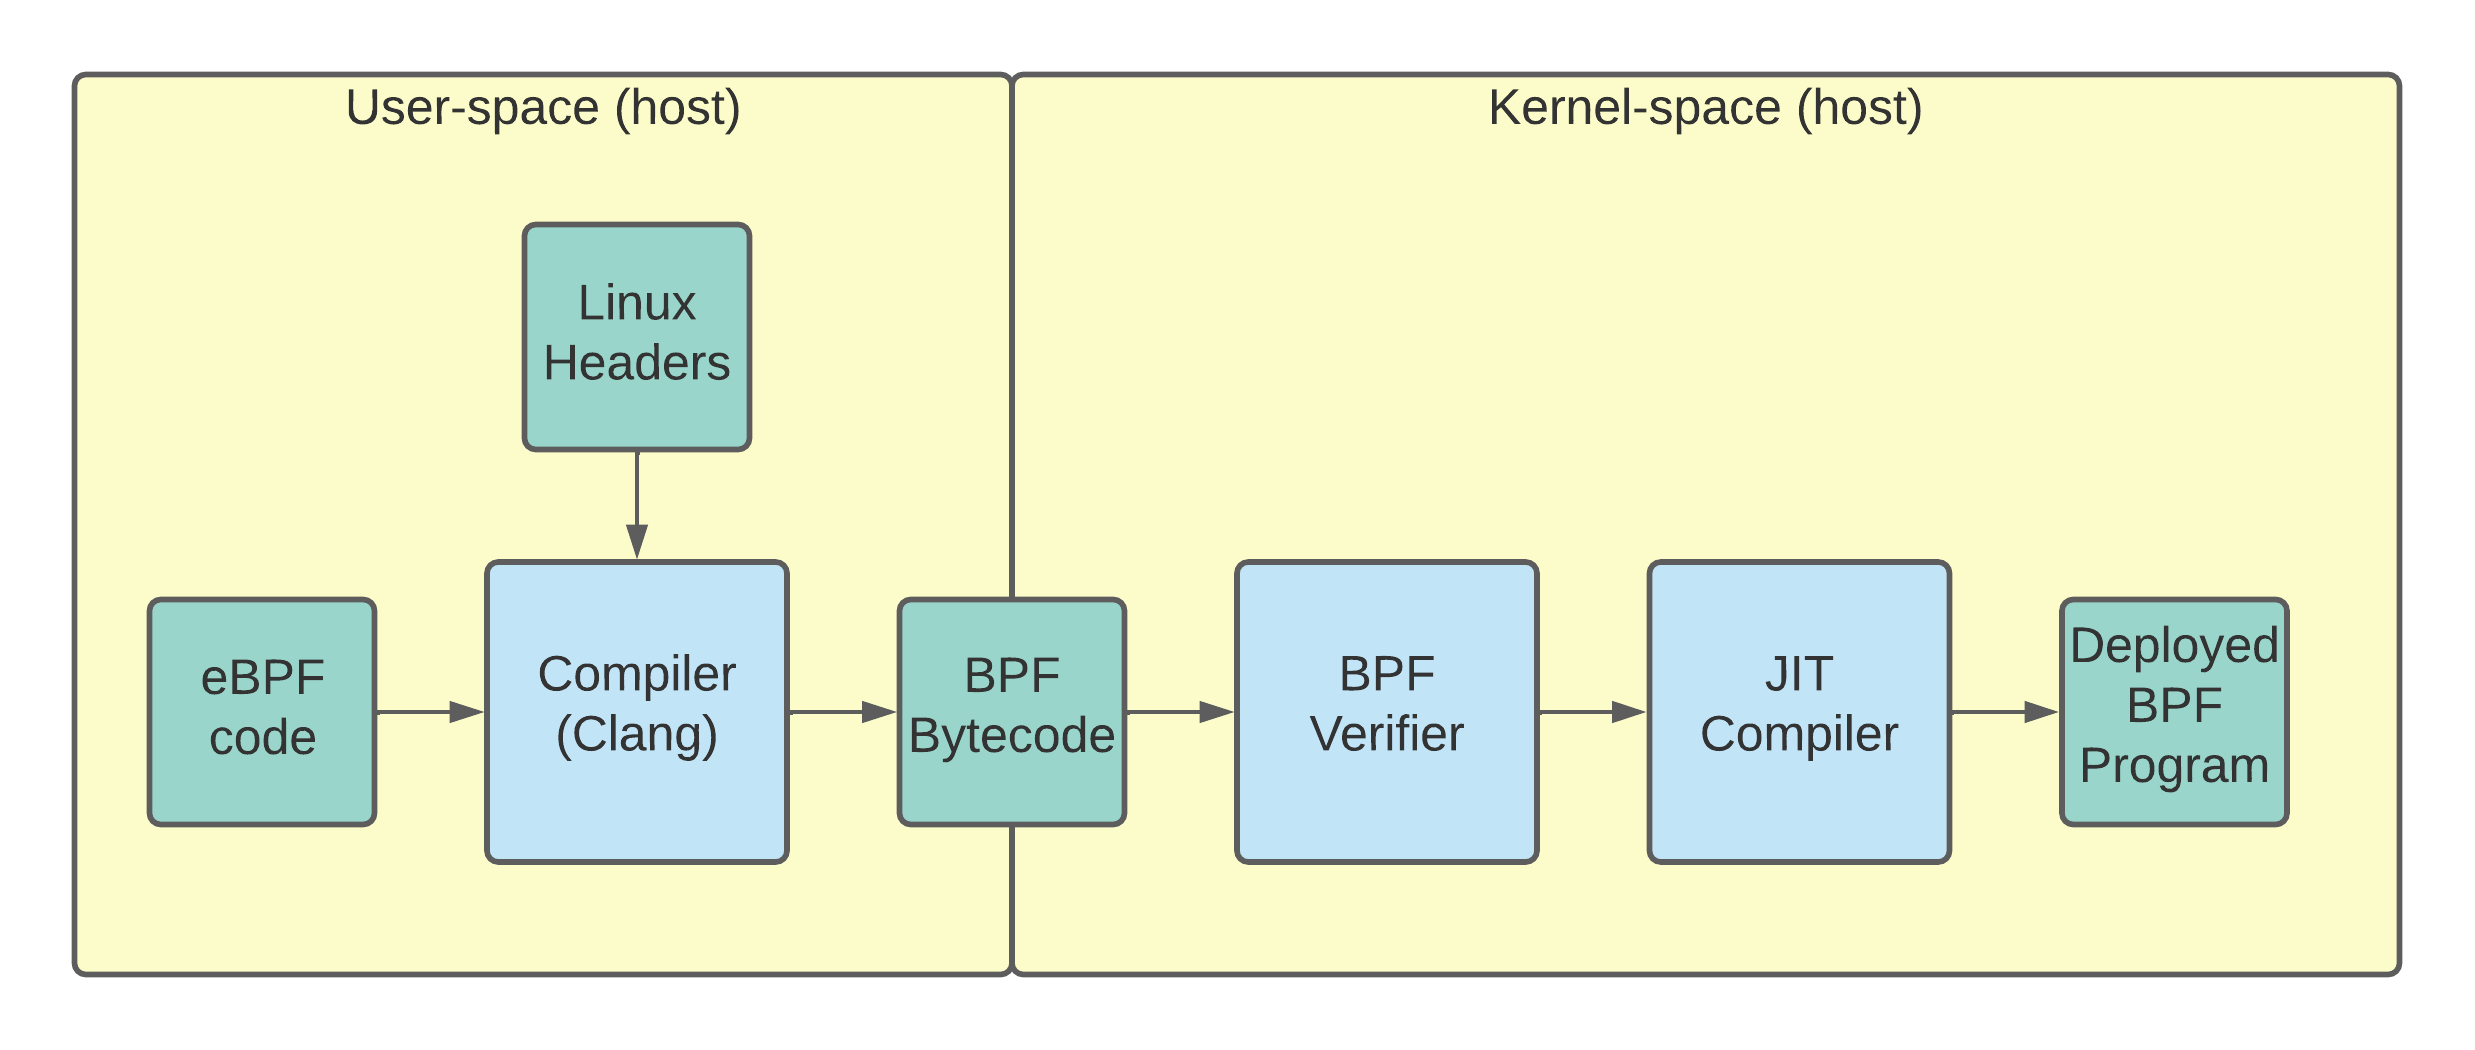 User-space (host)
Kernel-space (host)
Linux
Headers
eBPF
code
Compiler
(Clang)
BPF
Bytecode
BPF
Verifier
JIT
Compiler
Deployed
BPF
Program